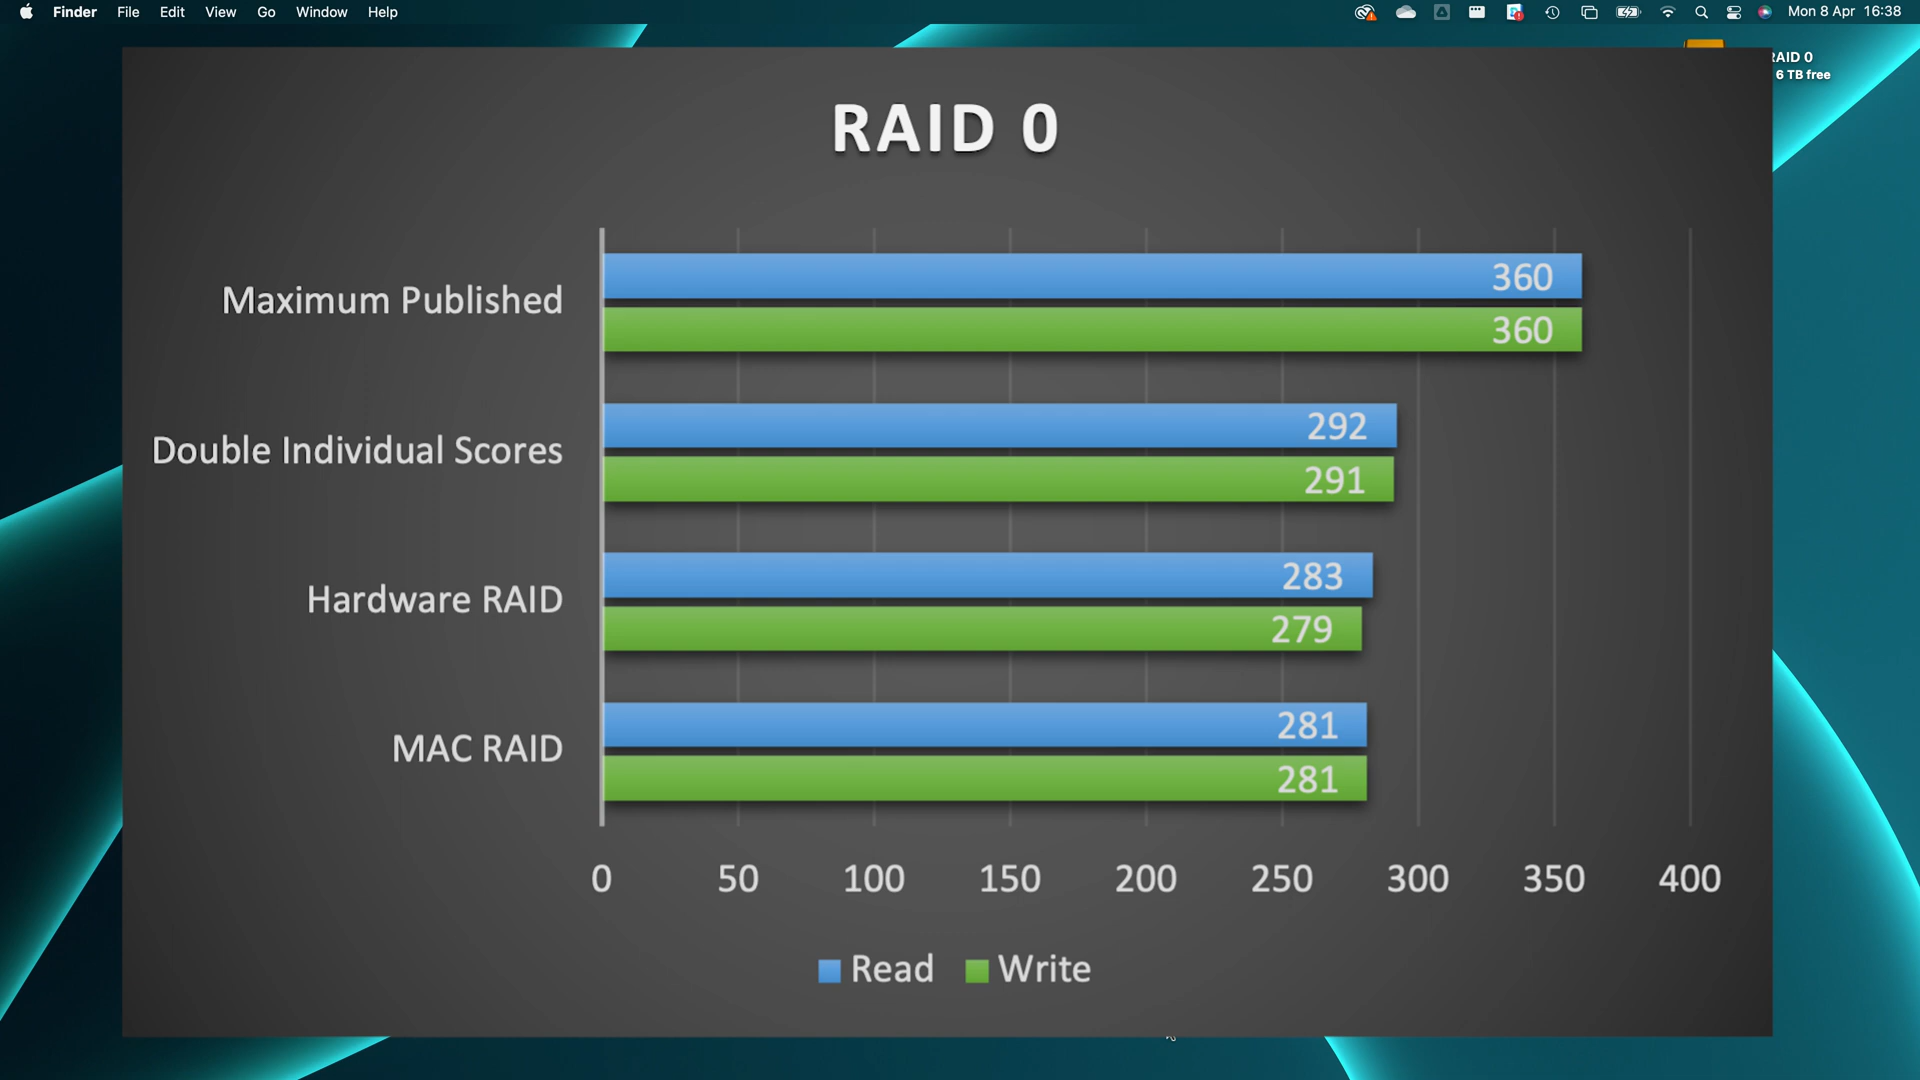 Finder File Edit View Go Window Help Mon 8 Apr 16:38
RAID 0
6 TB free
RAID 0
Maximum Published
360
360
Double Individual Scores
292
291
Hardware RAID
283
279
MAC RAID
281
281
0 50 100 150 200 250 300 350 400
Read Write